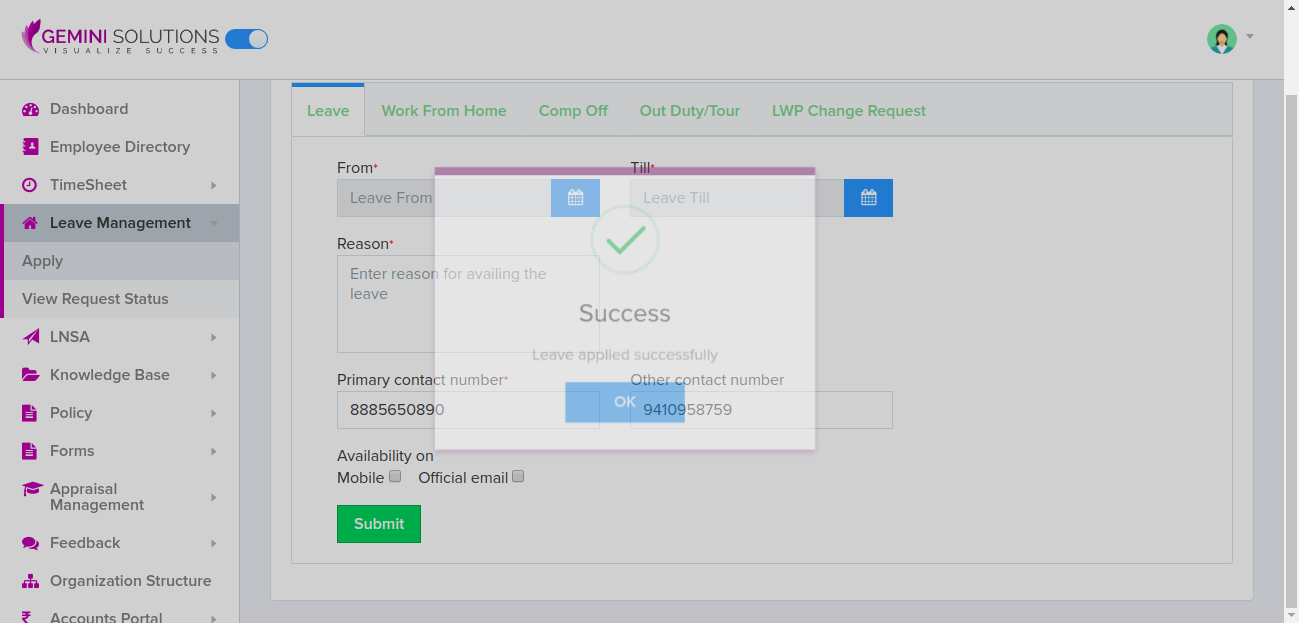 GEMINI SOLUTIONS
VISUALIZE SUCCESS
Dashboard
Employee Directory
TimeSheet
Leave Management
Apply
View Request Status
LNSA
Knowledge Base
Policy
Forms
Appraisal
Management
Feedback
Organization Structure
Accounts Portal
Leave
Work From Home
Comp Off
Out Duty/Tour
LWP Change Request
From*
Till*
Leave From
Leave Till
Reason*
Enter reason for availing the
leave
Success
Leave applied successfully
OK
Primary contact number*
Other contact number
8885650890
9410958759
Availability on
Mobile
Official email
Submit